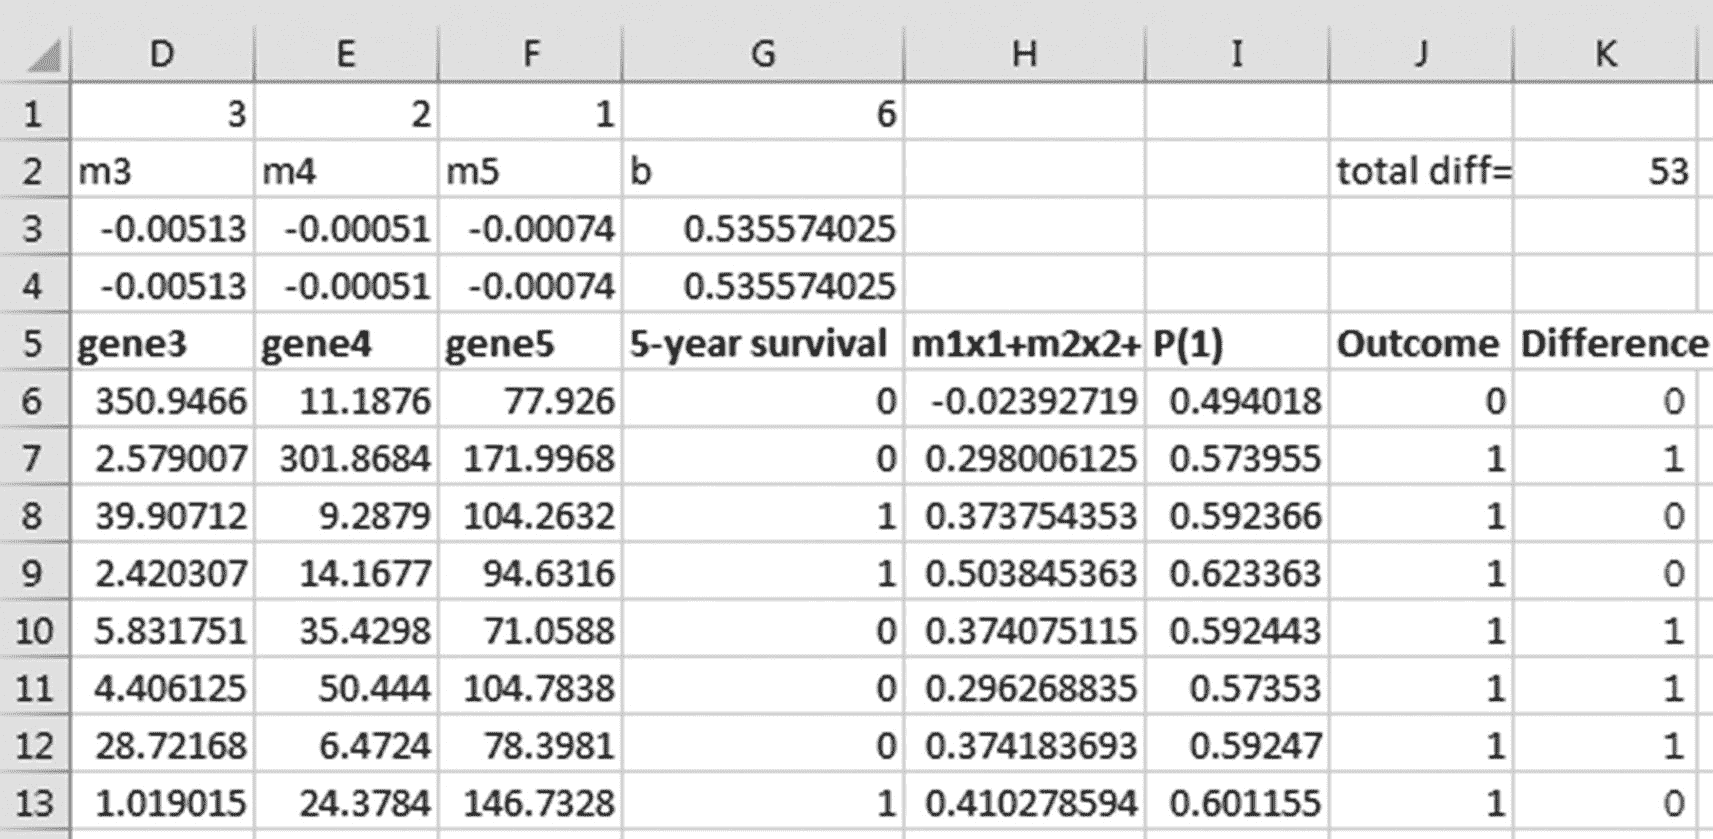 D E F G H I J K
1 3 2 1 6
2 m3 m4 m5 b total diff= 53
3 -0.00513 -0.00051 -0.00074 0.535574025
4 -0.00513 -0.00051 -0.00074 0.535574025
5 gene3 gene4 gene5 5-year survival m1x1+m2x2+ P(1) Outcome Difference
6 350.9466 11.1876 77.926 0 -0.02392719 0.494018 0 0
7 2.579007 301.8684 171.9968 0 0.298006125 0.573955 1 1
8 39.90712 9.2879 104.2632 1 0.373754353 0.592366 1 0
9 2.420307 14.1677 94.6316 1 0.503845363 0.623363 1 0
10 5.831751 35.4298 71.0588 0 0.374075115 0.592443 1 1
11 4.406125 50.444 104.7838 0 0.296268835 0.57353 1 1
12 28.72168 6.4724 78.3981 0 0.374183693 0.59247 1 1
13 1.019015 24.3784 146.7328 1 0.410278594 0.601155 1 0